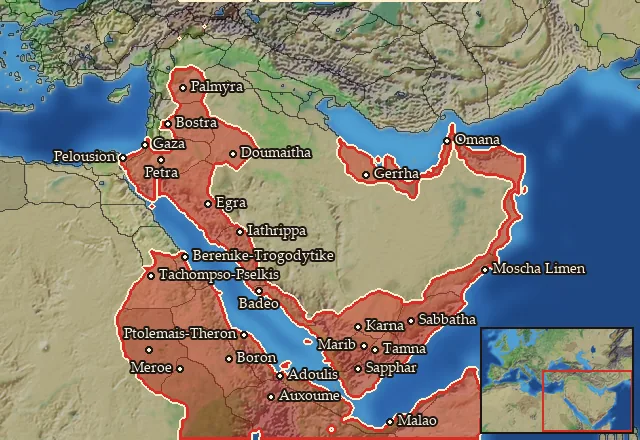 Palmyra
Bostra
Gaza
Omana
Pelousion
Doumaitha
Petra
Gerrha
Egra
Iathrippa
Berenike-Trogodytike
Moscha Limen
Tachompso-Pselkis
Badeo
Sabbatha
Karna
Ptolemais-Theron
Marib
Tamna
Boron
Meroe
Sapphar
Adoulis
Auxoume
Malao